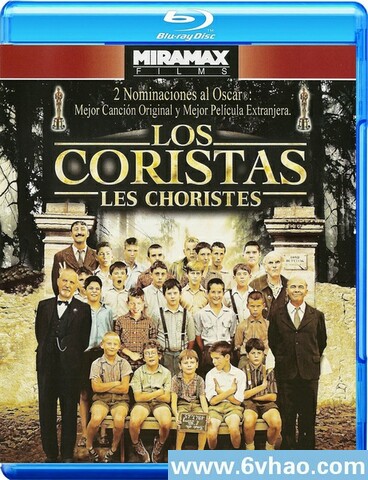 Blu-ray Disc
MIRAMAX
FILMS
2 Nominaciones al Oscar :
Mejor Canción Original y Mejor Película Extranjera.
LOS
CORISTAS
LES CHORISTES
www.6vhao.com